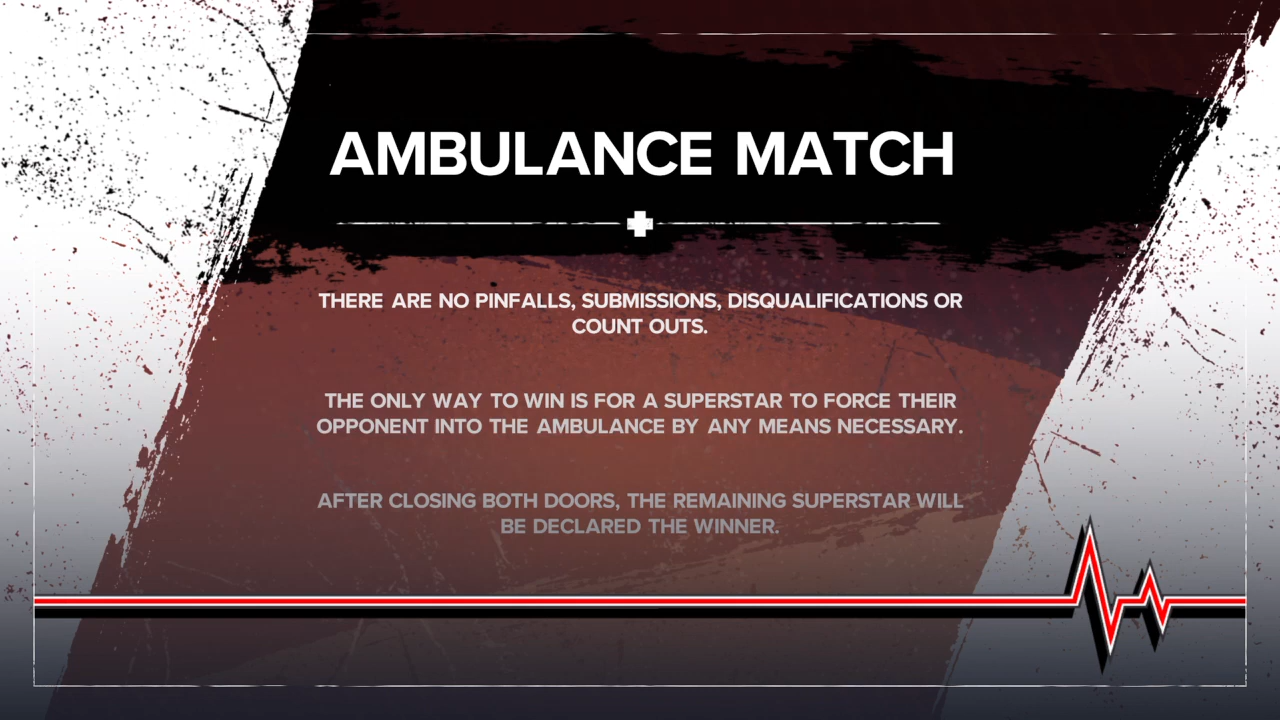 AMBULANCE MATCH
THERE ARE NO PINFALLS, SUBMISSIONS, DISQUALIFICATIONS OR
COUNT OUTS.
THE ONLY WAY TO WIN IS FOR A SUPERSTAR TO FORCE THEIR
OPPONENT INTO THE AMBULANCE BY ANY MEANS NECESSARY.
AFTER CLOSING BOTH DOORS, THE REMAINING SUPERSTAR WILL
BE DECLARED THE WINNER.